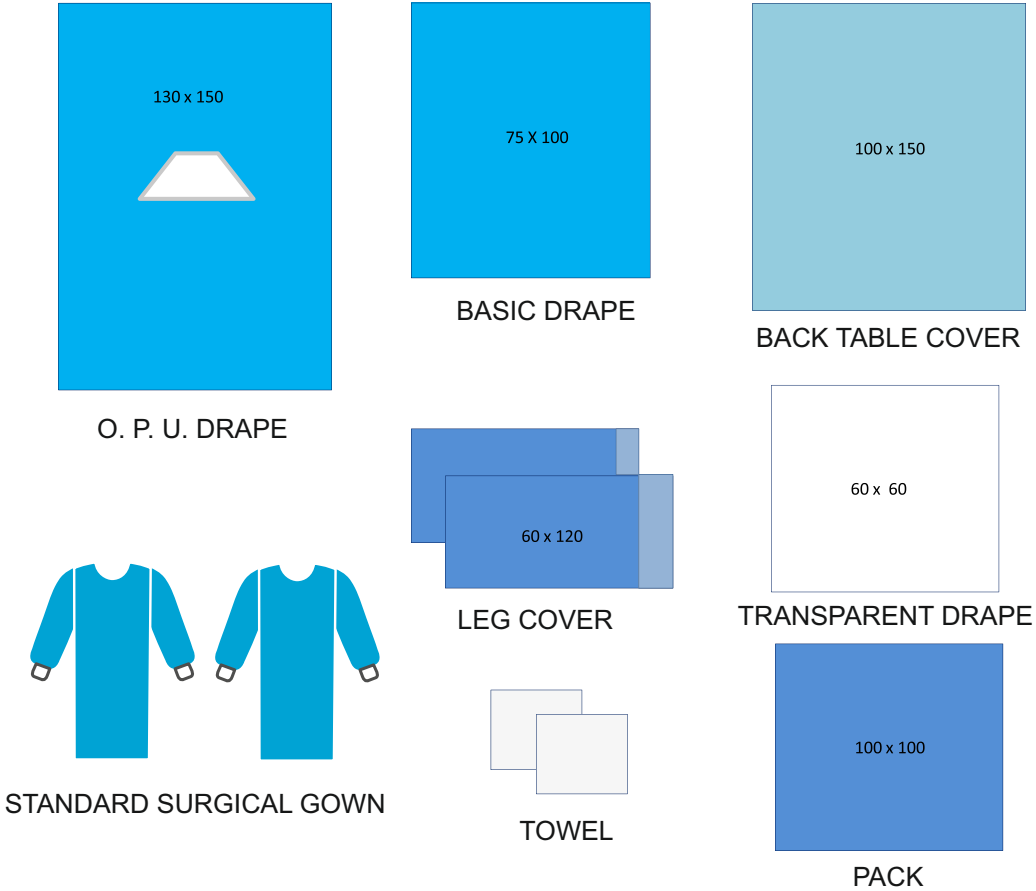 130 x 150
O. P. U. DRAPE
75 X 100
BASIC DRAPE
100 x 150
BACK TABLE COVER
60 x 120
LEG COVER
60 x 60
TRANSPARENT DRAPE
STANDARD SURGICAL GOWN
TOWEL
100 x 100
PACK